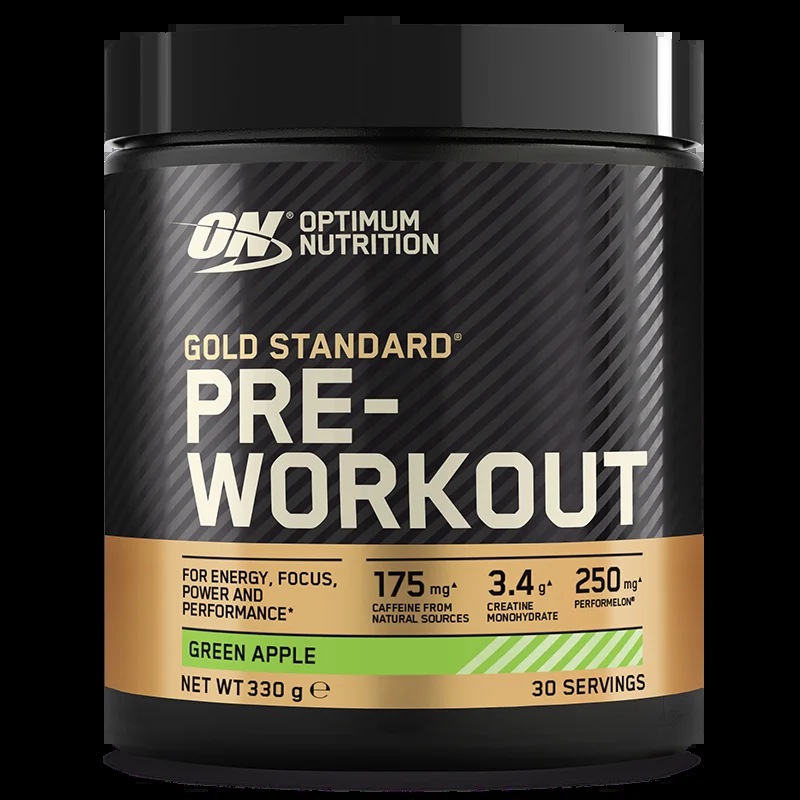 ON® OPTIMUM
NUTRITION
GOLD STANDARD®
PRE-
WORKOUT
FOR ENERGY, FOCUS,
POWER AND
PERFORMANCE*
175 mg▲
CAFFEINE FROM
NATURAL SOURCES
3.4 g▲
CREATINE
MONOHYDRATE
250 mg▲
PERFORMELON®
GREEN APPLE
NET WT 330 g ℮
30 SERVINGS